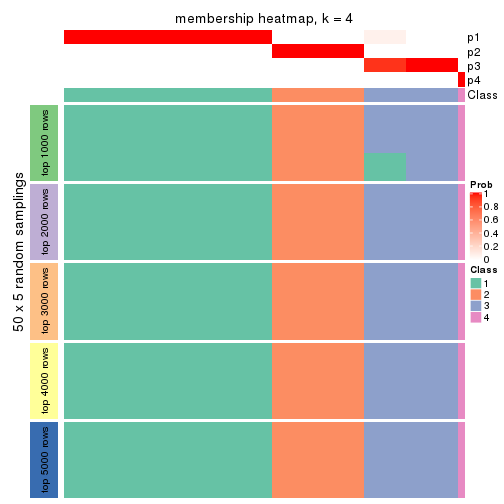 membership heatmap, k = 4
p1
p2
p3
p4
Class
50 x 5 random samplings
top 1000 rows
top 2000 rows
top 3000 rows
top 4000 rows
top 5000 rows
Prob
1
0.8
0.6
0.4
0.2
0
Class
1
2
3
4